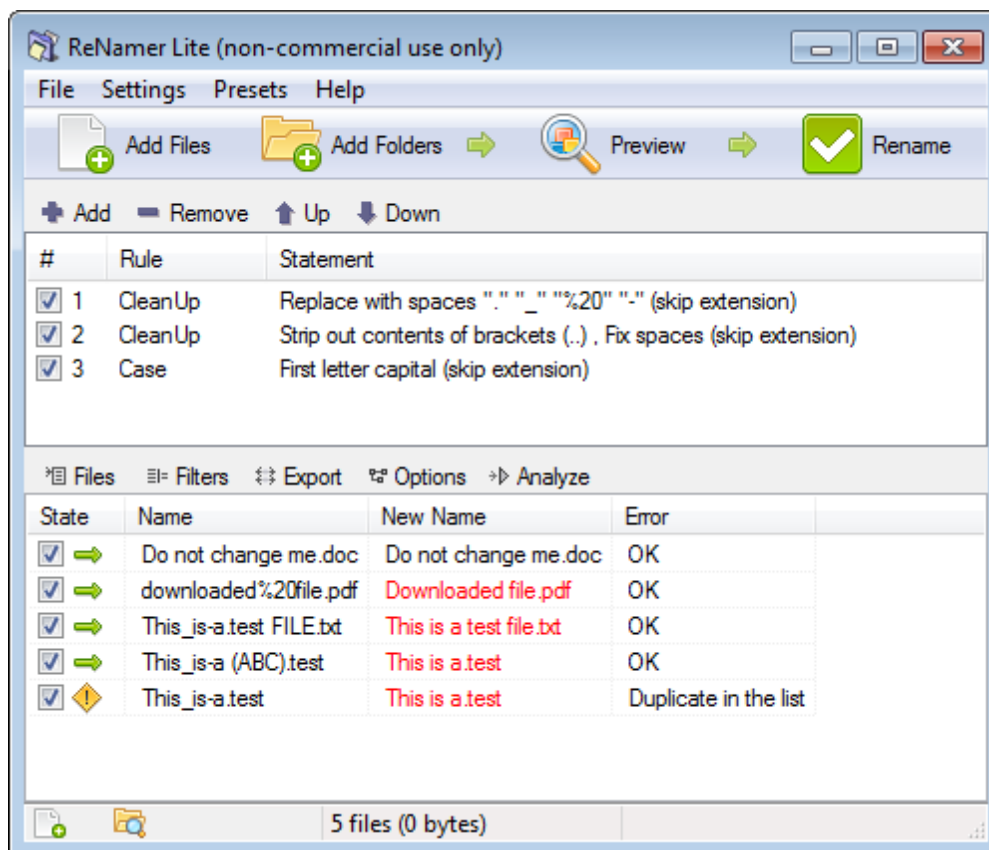 ReNamer Lite (non-commercial use only)
File Settings Presets Help
Add Files Add Folders Preview Rename
Add Remove Up Down
# Rule Statement
1 CleanUp Replace with spaces "." "_" "%20" "-" (skip extension)
2 CleanUp Strip out contents of brackets (..) , Fix spaces (skip extension)
3 Case First letter capital (skip extension)
Files Filters Export Options Analyze
State Name New Name Error
Do not change me.doc Do not change me.doc OK
downloaded%20file.pdf Downloaded file.pdf OK
This_is-a.test FILE.txt This is a test file.txt OK
This_is-a (ABC).test This is a.test OK
This_is-a.test This is a.test Duplicate in the list
5 files (0 bytes)